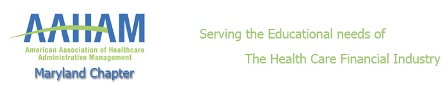 AAHAM
American Association of Healthcare
Administrative Management
Maryland Chapter
Serving the Educational needs of
The Health Care Financial Industry